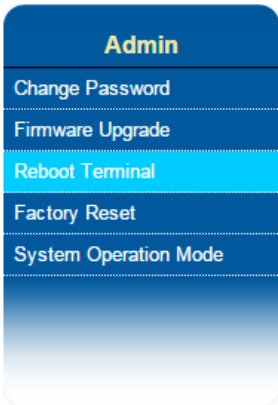 Admin
Change Password
Firmware Upgrade
Reboot Terminal
Factory Reset
System Operation Mode